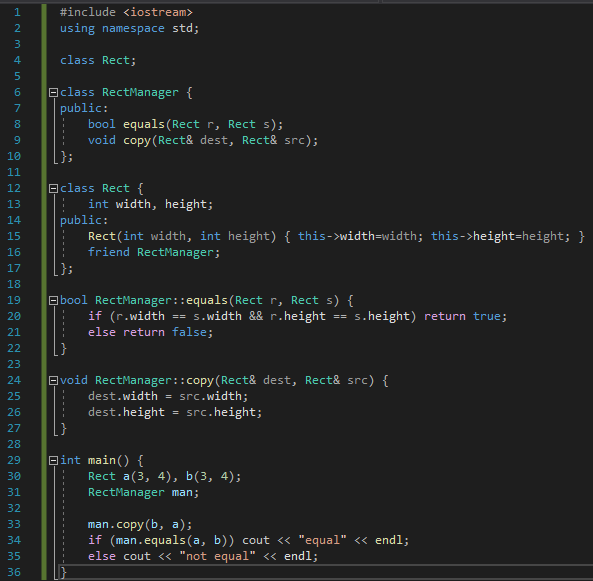 1 #include <iostream>
2 using namespace std;
3
4 class Rect;
5
6 class RectManager {
7 public:
8 bool equals(Rect r, Rect s);
9 void copy(Rect& dest, Rect& src);
10 };
11
12 class Rect {
13 int width, height;
14 public:
15 Rect(int width, int height) { this->width=width; this->height=height; }
16 friend RectManager;
17 };
18
19 bool RectManager::equals(Rect r, Rect s) {
20 if (r.width == s.width && r.height == s.height) return true;
21 else return false;
22 }
23
24 void RectManager::copy(Rect& dest, Rect& src) {
25 dest.width = src.width;
26 dest.height = src.height;
27 }
28
29 int main() {
30 Rect a(3, 4), b(3, 4);
31 RectManager man;
32
33 man.copy(b, a);
34 if (man.equals(a, b)) cout << "equal" << endl;
35 else cout << "not equal" << endl;
36 }